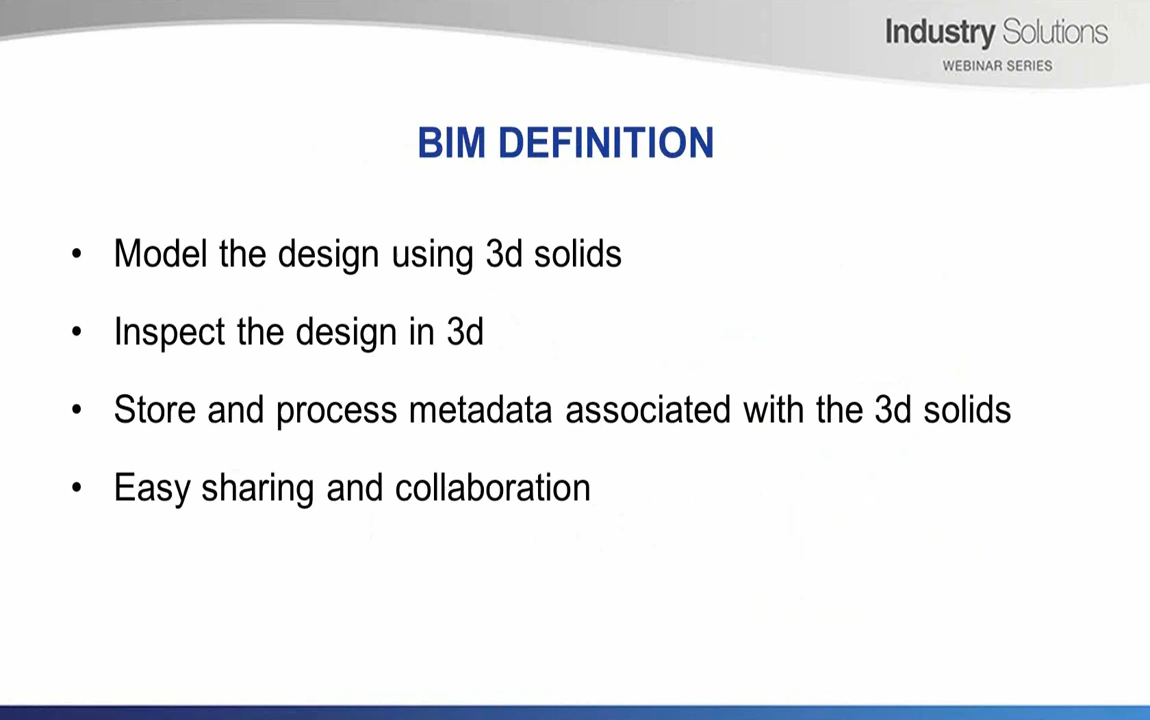 Industry Solutions
WEBINAR SERIES
BIM DEFINITION
• Model the design using 3d solids
• Inspect the design in 3d
• Store and process metadata associated with the 3d solids
• Easy sharing and collaboration